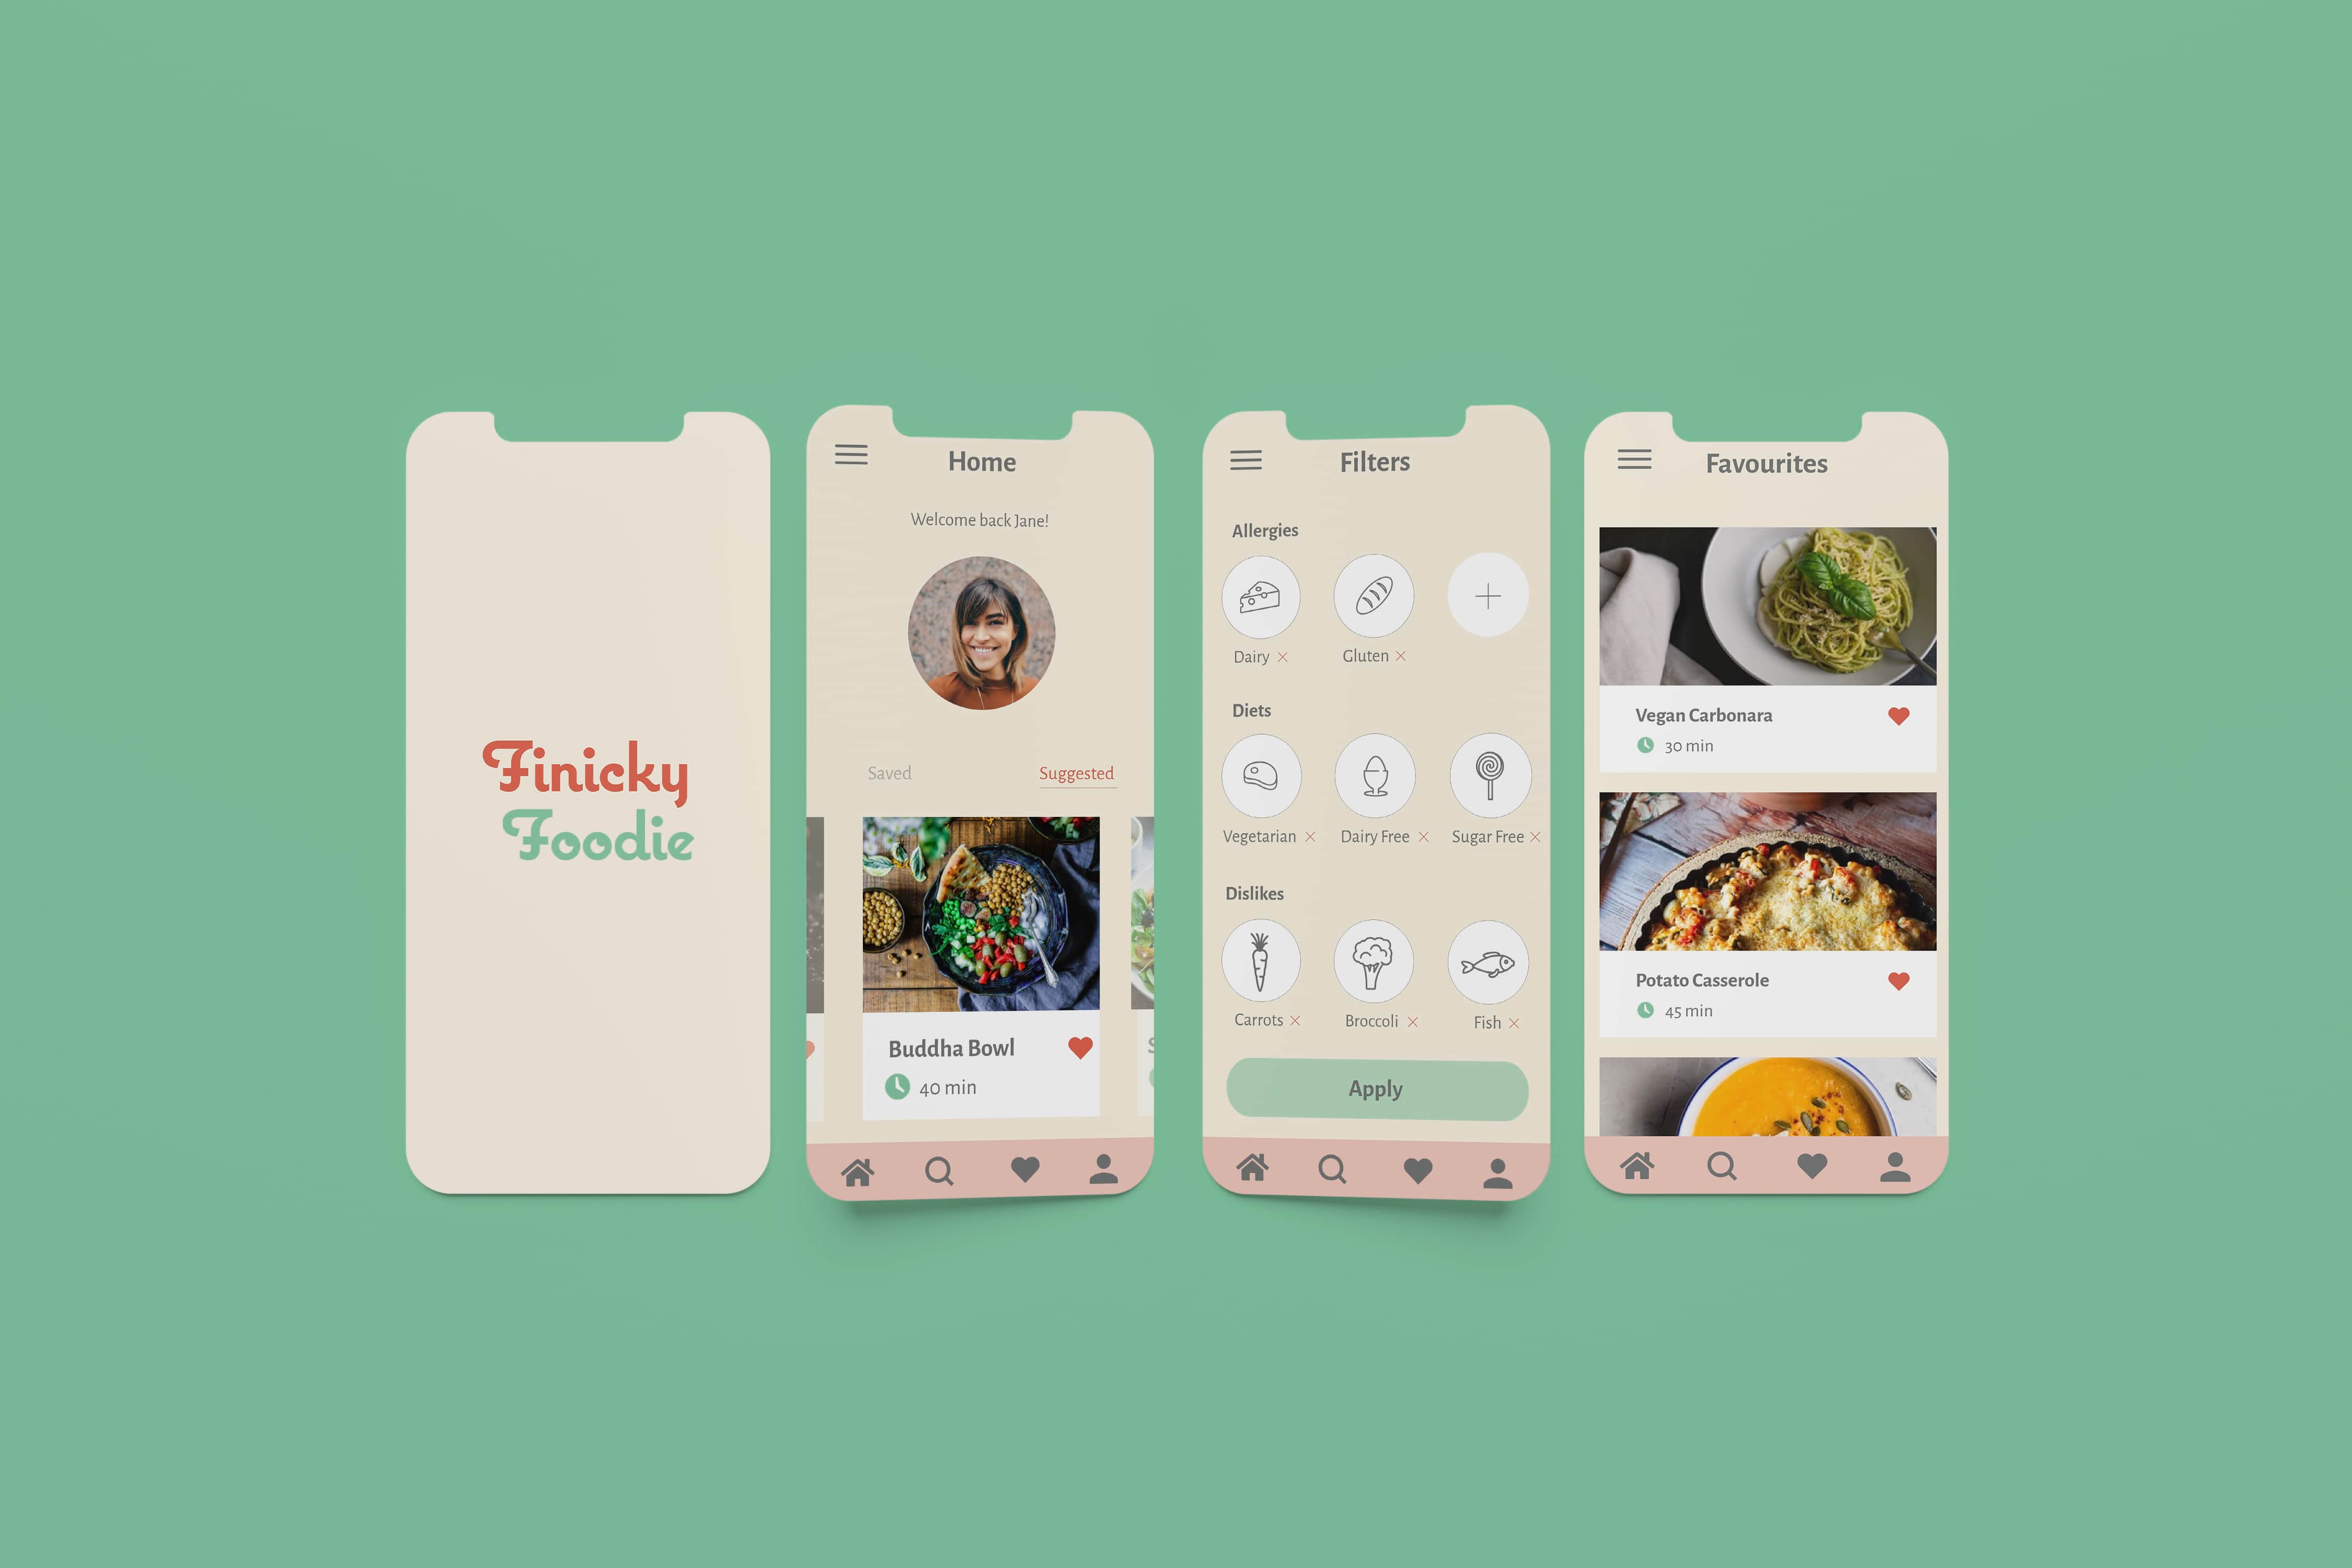 Finicky
Foodie
Home
Welcome back Jane!
Saved
Suggested
Buddha Bowl
40 min
Filters
Allergies
Dairy ×
Gluten ×
+
Diets
Vegetarian ×
Dairy Free ×
Sugar Free ×
Dislikes
Carrots ×
Broccoli ×
Fish ×
Apply
Favourites
Vegan Carbonara
30 min
Potato Casserole
45 min